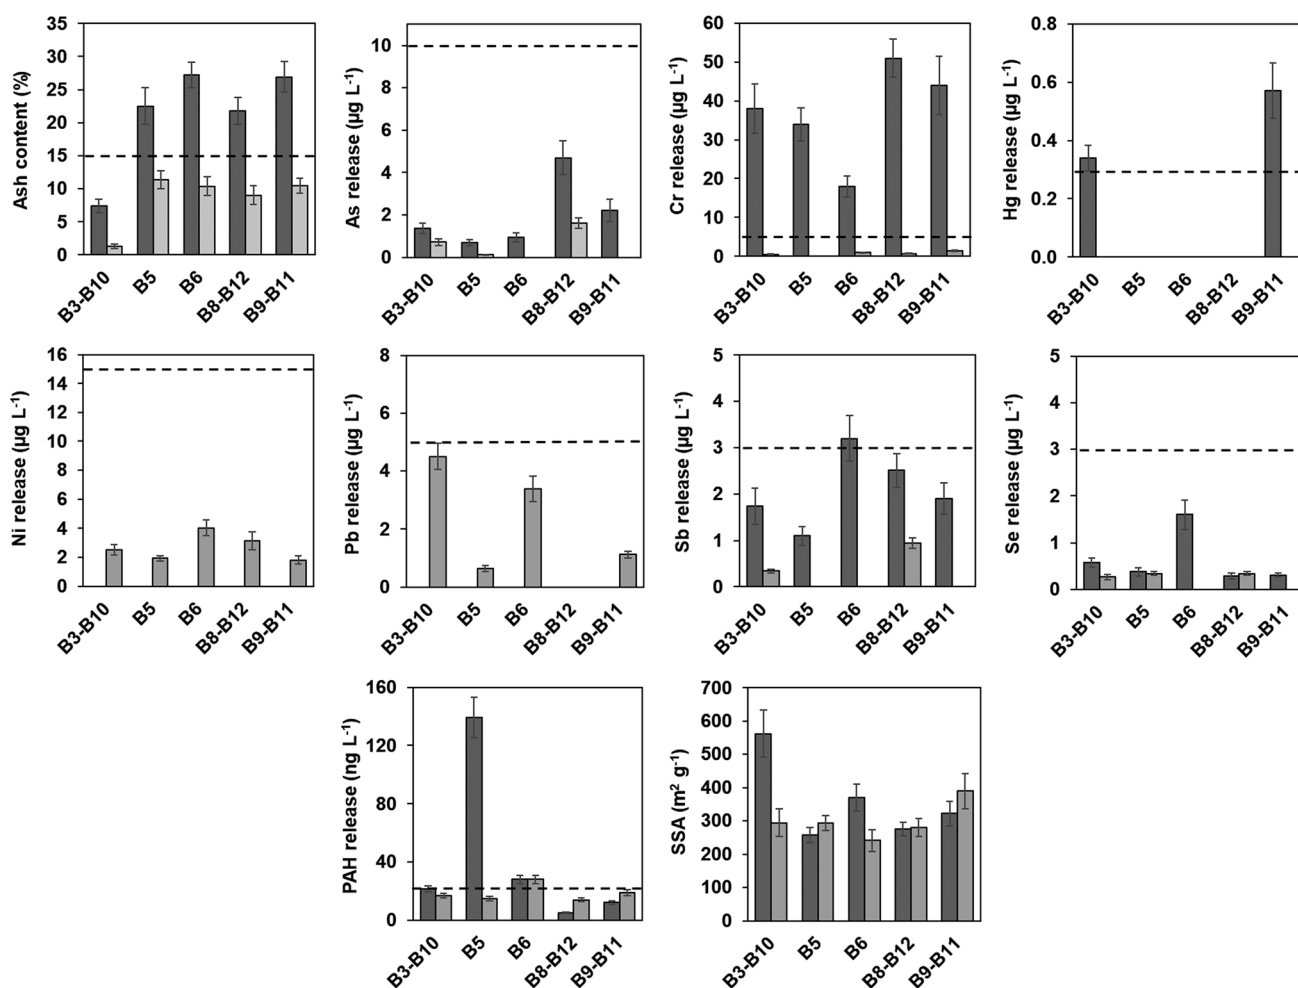 Ash content (%)
35
30
25
20
15
10
5
0
B3-B10
B5
B6
B8-B12
B9-B11
As release (µg L⁻¹)
10
8
6
4
2
0
B3-B10
B5
B6
B8-B12
B9-B11
Cr release (µg L⁻¹)
60
50
40
30
20
10
5
0
B3-B10
B5
B6
B8-B12
B9-B11
Hg release (µg L⁻¹)
0.8
0.6
0.4
0.2
0.0
B3-B10
B5
B6
B8-B12
B9-B11
Ni release (µg L⁻¹)
16
14
12
10
8
6
4
2
0
B3-B10
B5
B6
B8-B12
B9-B11
Pb release (µg L⁻¹)
8
6
4
2
0
B3-B10
B5
B6
B8-B12
B9-B11
Sb release (µg L⁻¹)
5
4
3
2
1
0
B3-B10
B5
B6
B8-B12
B9-B11
Se release (µg L⁻¹)
5
4
3
2
1
0
B3-B10
B5
B6
B8-B12
B9-B11
PAH release (ng L⁻¹)
160
120
80
40
0
B3-B10
B5
B6
B8-B12
B9-B11
SSA (m² g⁻¹)
700
600
500
400
300
200
100
0
B3-B10
B5
B6
B8-B12
B9-B11